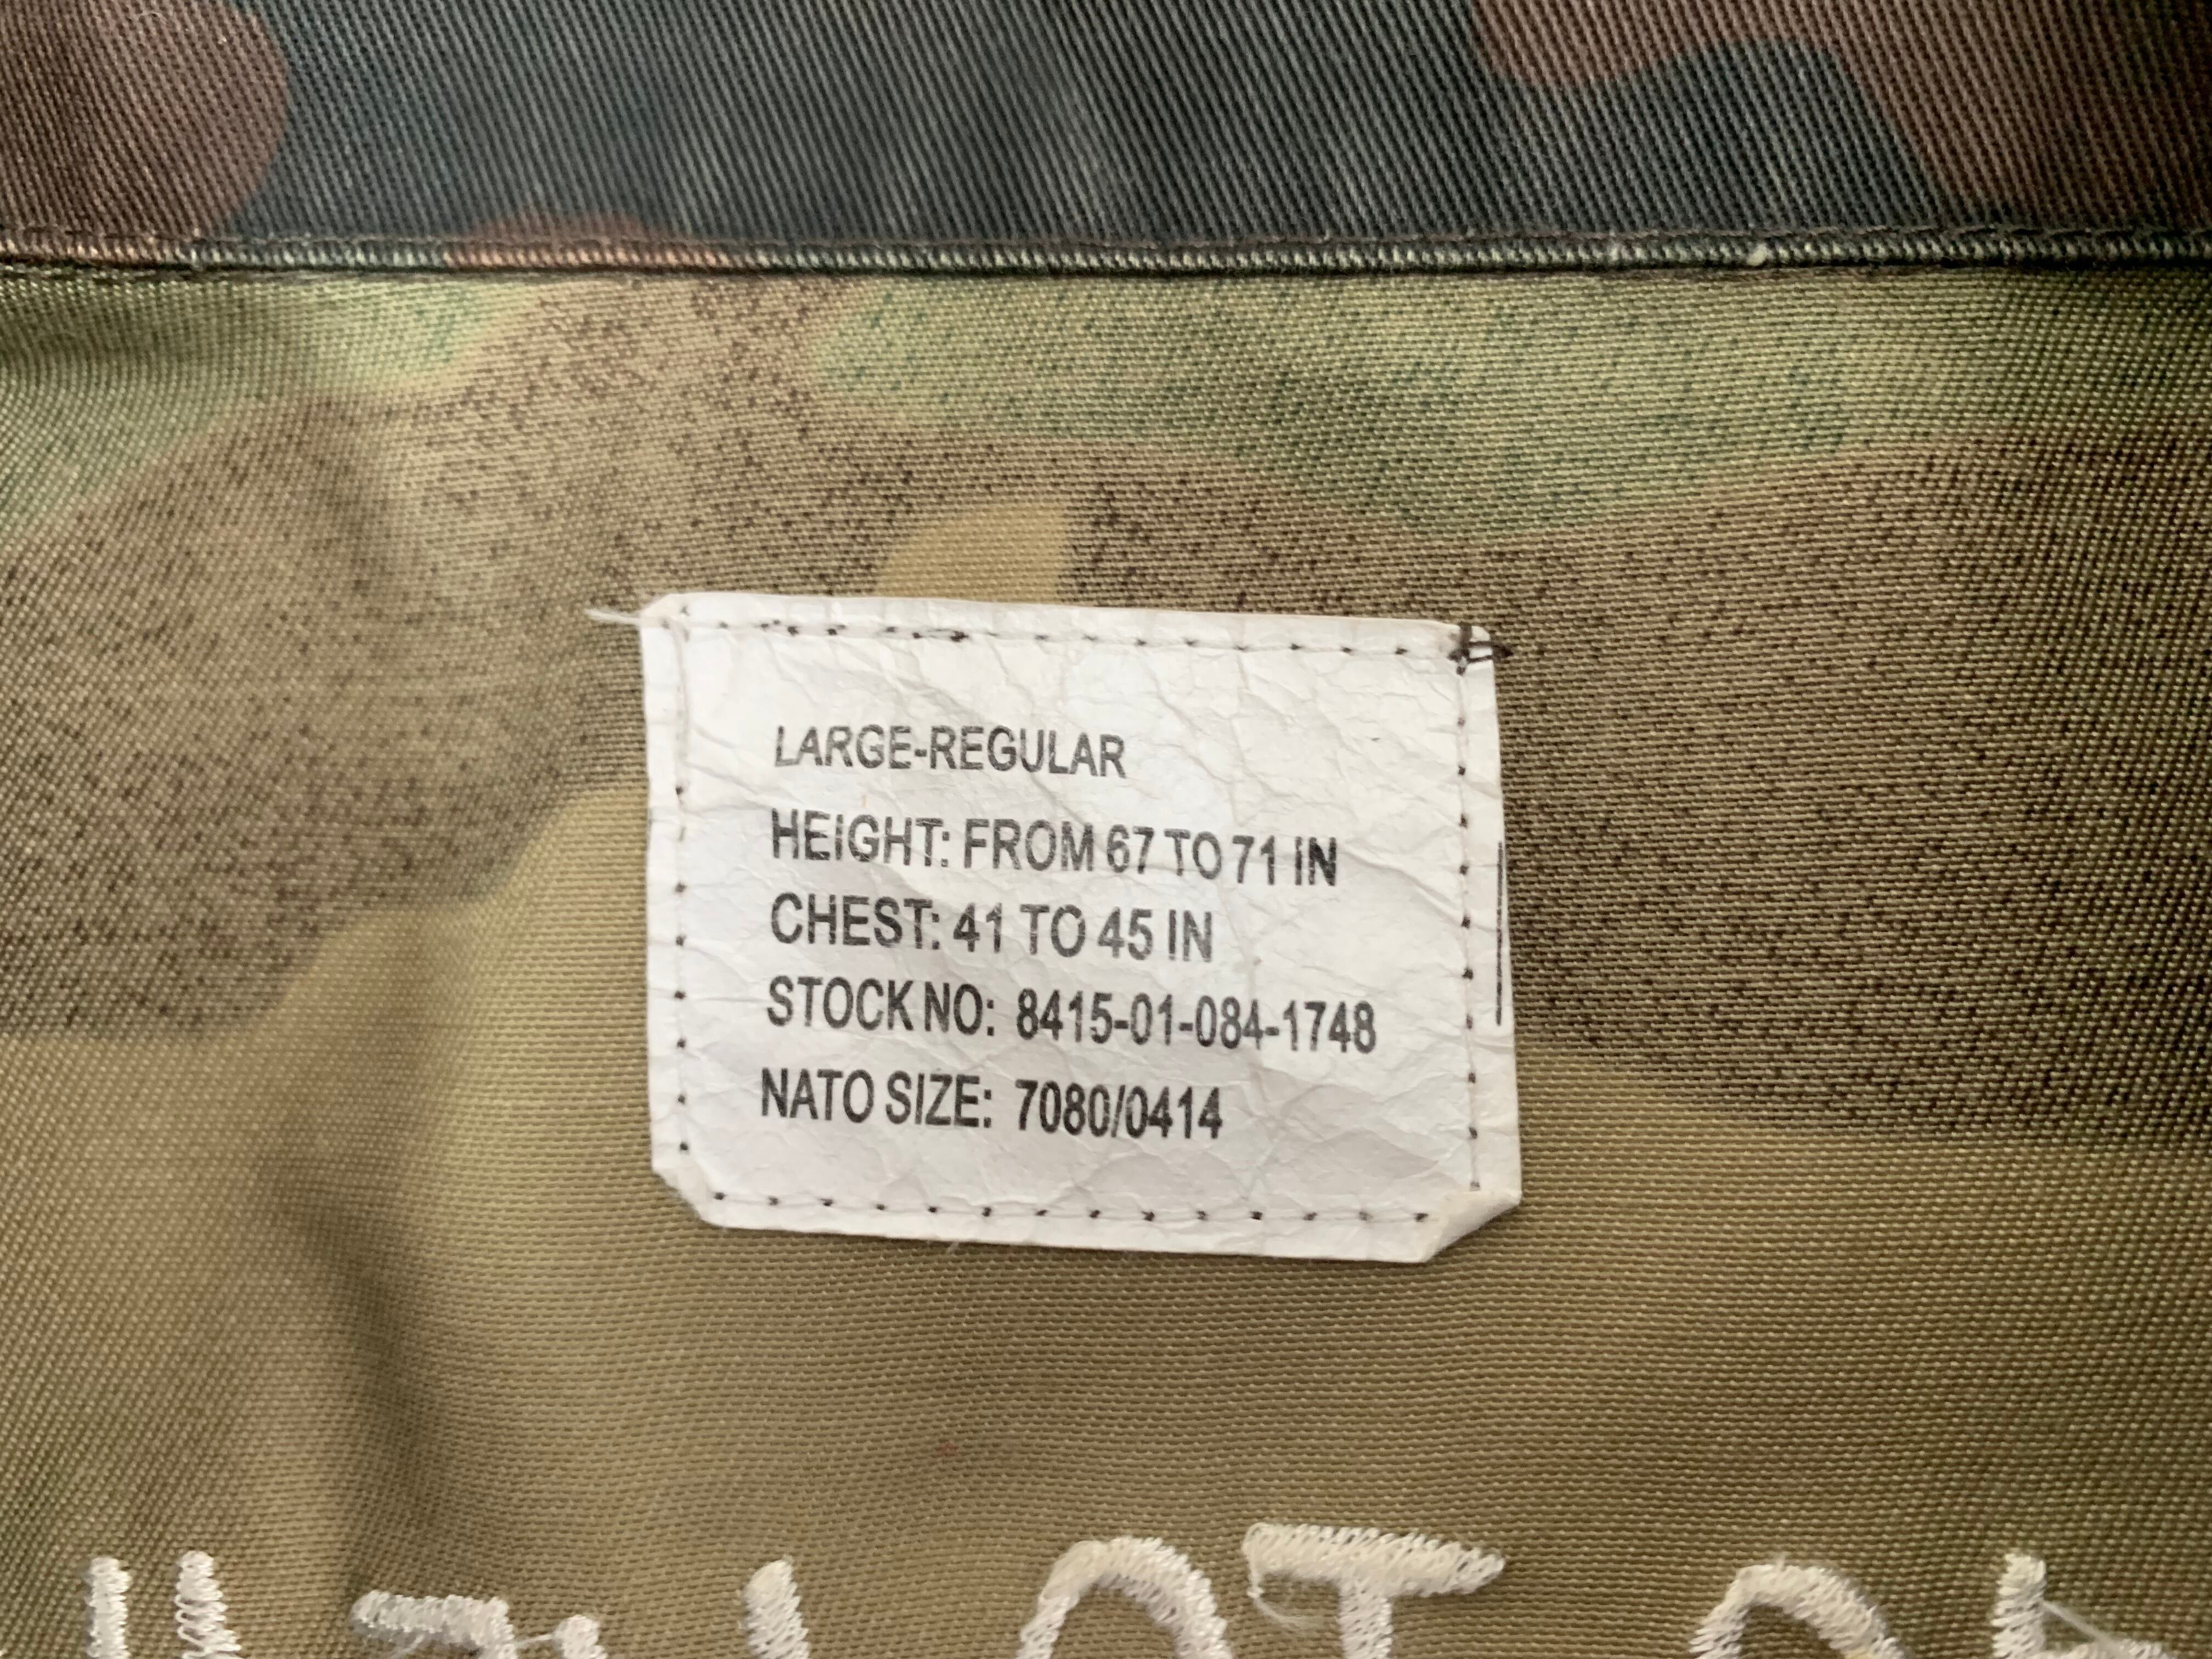 LARGE-REGULAR
HEIGHT: FROM 67 TO 71 IN
CHEST: 41 TO 45 IN
STOCK NO: 8415-01-084-1748
NATO SIZE: 7080/0414